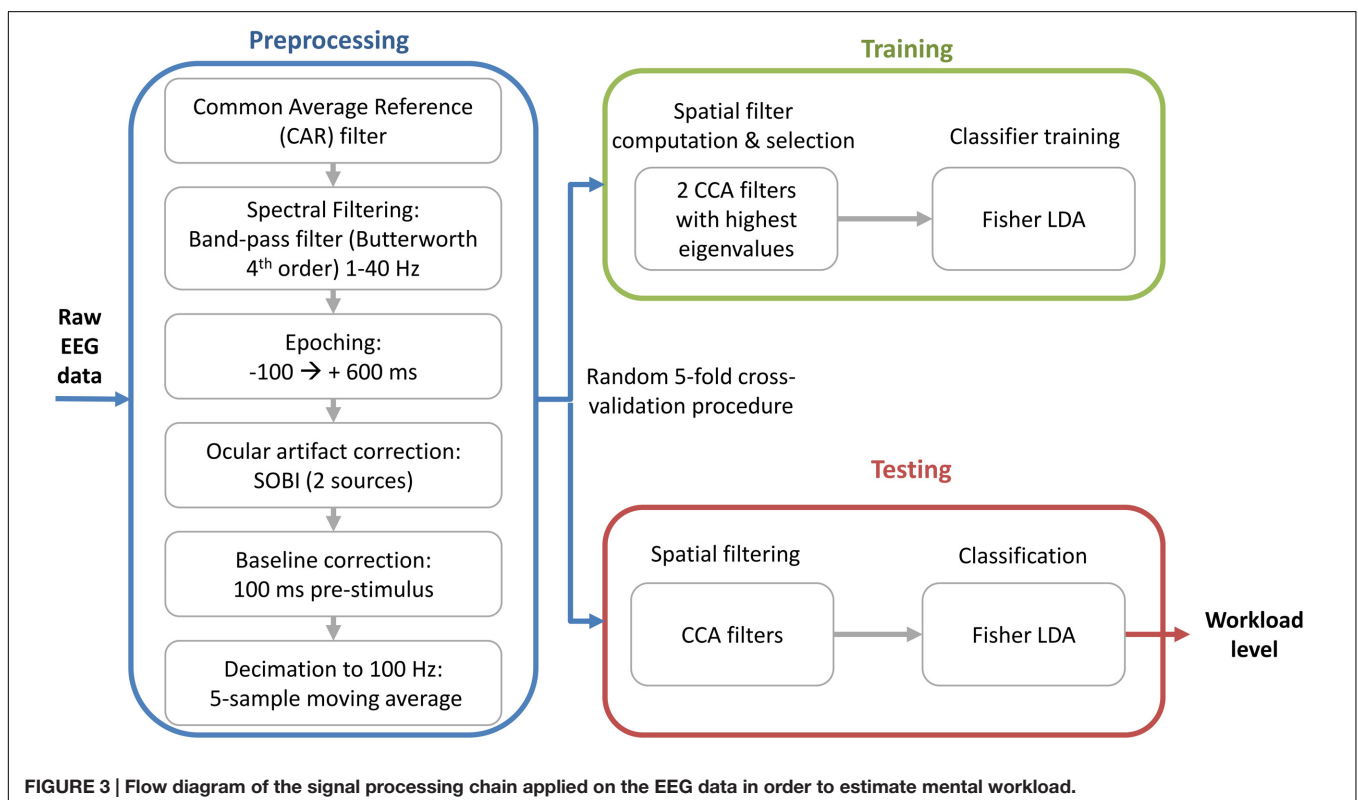 Preprocessing
Common Average Reference
(CAR) filter
Spectral Filtering:
Band-pass filter (Butterworth
4th order) 1-40 Hz
Epoching:
-100 → + 600 ms
Ocular artifact correction:
SOBI (2 sources)
Baseline correction:
100 ms pre-stimulus
Decimation to 100 Hz:
5-sample moving average
Raw
EEG
data
Random 5-fold cross-
validation procedure
Training
Spatial filter
computation & selection
2 CCA filters
with highest
eigenvalues
Classifier training
Fisher LDA
Testing
Spatial filtering
CCA filters
Classification
Fisher LDA
Workload
level
FIGURE 3 | Flow diagram of the signal processing chain applied on the EEG data in order to estimate mental workload.